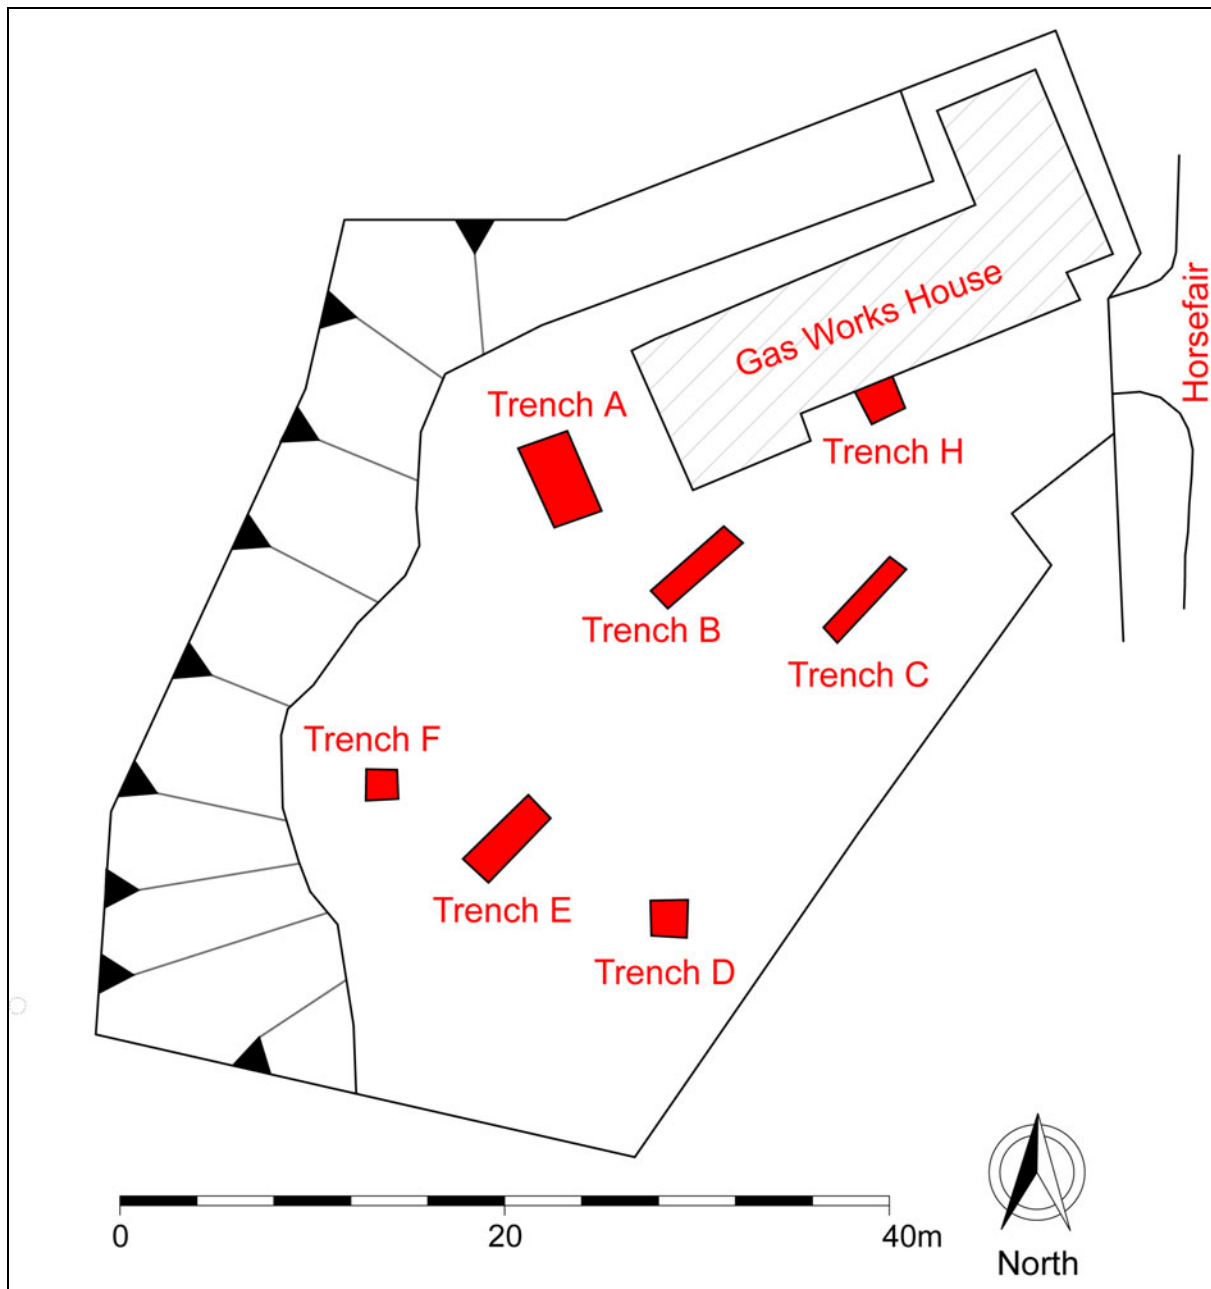 Gas Works House
Horsefair
Trench A
Trench H
Trench B
Trench C
Trench F
Trench E
Trench D
0
20
40m
North